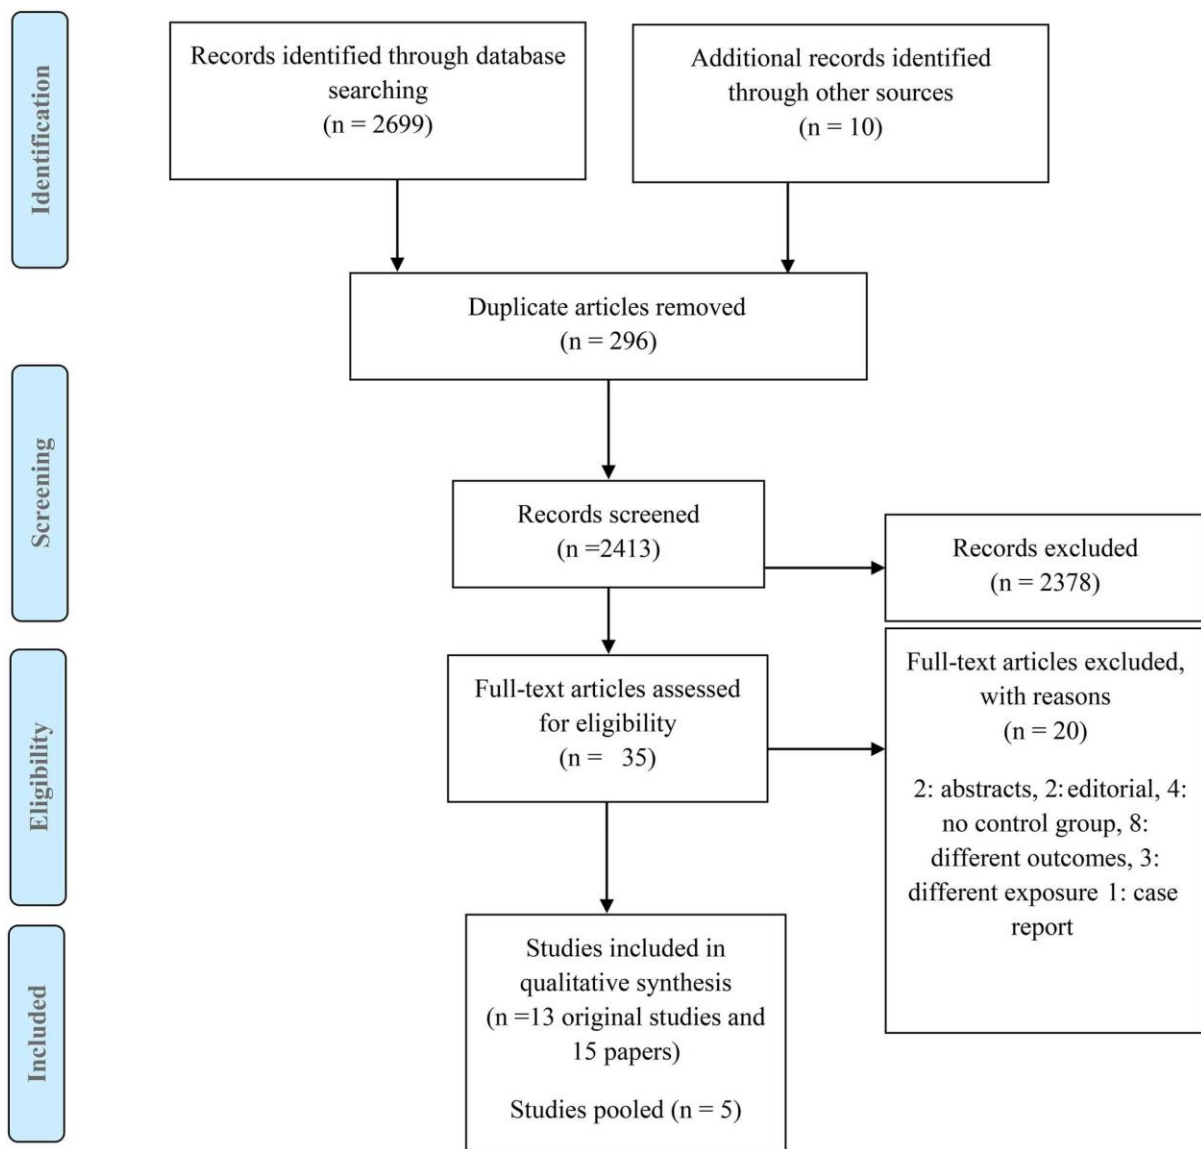 Identification
Records identified through database
searching
(n = 2699)
Additional records identified
through other sources
(n = 10)
Duplicate articles removed
(n = 296)
Screening
Records screened
(n =2413)
Records excluded
(n = 2378)
Eligibility
Full-text articles assessed
for eligibility
(n = 35)
Full-text articles excluded,
with reasons
(n = 20)
2: abstracts, 2: editorial, 4:
no control group, 8:
different outcomes, 3:
different exposure 1: case
report
Included
Studies included in
qualitative synthesis
(n =13 original studies and
15 papers)
Studies pooled (n = 5)